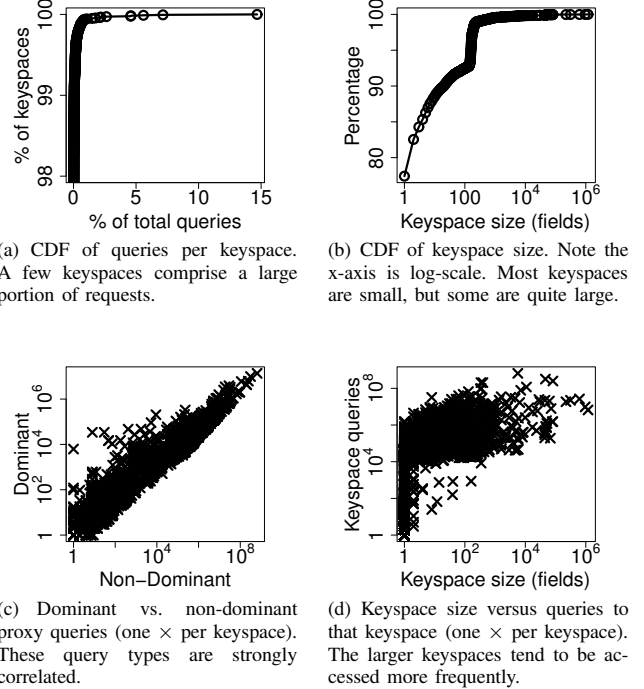 100
99
98
% of keyspaces
0
5
10
15
% of total queries
(a) CDF of queries per keyspace.
A few keyspaces comprise a large
portion of requests.
100
90
80
Percentage
1
100
10^4
10^6
Keyspace size (fields)
(b) CDF of keyspace size. Note the
x-axis is log-scale. Most keyspaces
are small, but some are quite large.
10^6
10^4
10^2
1
Dominant
1
10^4
10^8
Non−Dominant
(c) Dominant vs. non-dominant
proxy queries (one × per keyspace).
These query types are strongly
correlated.
10^8
10^4
1
Keyspace queries
1
10^2
10^4
10^6
Keyspace size (fields)
(d) Keyspace size versus queries to
that keyspace (one × per keyspace).
The larger keyspaces tend to be ac-
cessed more frequently.